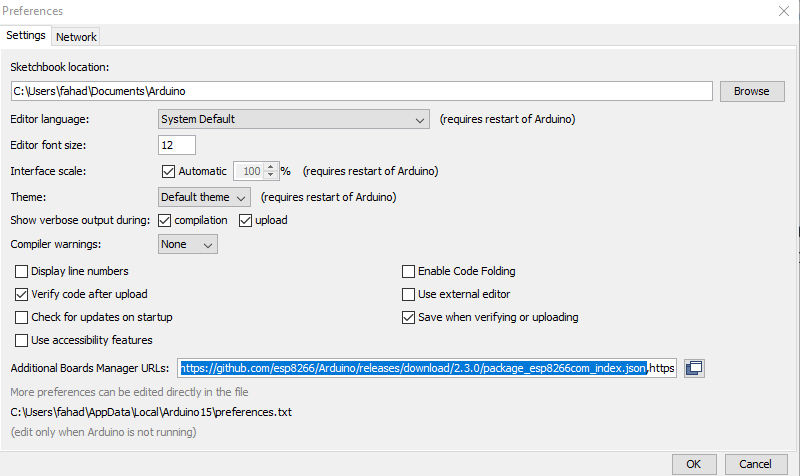 Preferences
Settings Network
Sketchbook location:
C:\Users\fahad\Documents\Arduino Browse
Editor language: System Default (requires restart of Arduino)
Editor font size: 12
Interface scale: Automatic 100 % (requires restart of Arduino)
Theme: Default theme (requires restart of Arduino)
Show verbose output during: compilation upload
Compiler warnings: None
Display line numbers Enable Code Folding
Verify code after upload Use external editor
Check for updates on startup Save when verifying or uploading
Use accessibility features
Additional Boards Manager URLs: https://github.com/esp8266/Arduino/releases/download/2.3.0/package_esp8266com_index.json,https
More preferences can be edited directly in the file
C:\Users\fahad\AppData\Local\Arduino15\preferences.txt
(edit only when Arduino is not running)
OK Cancel